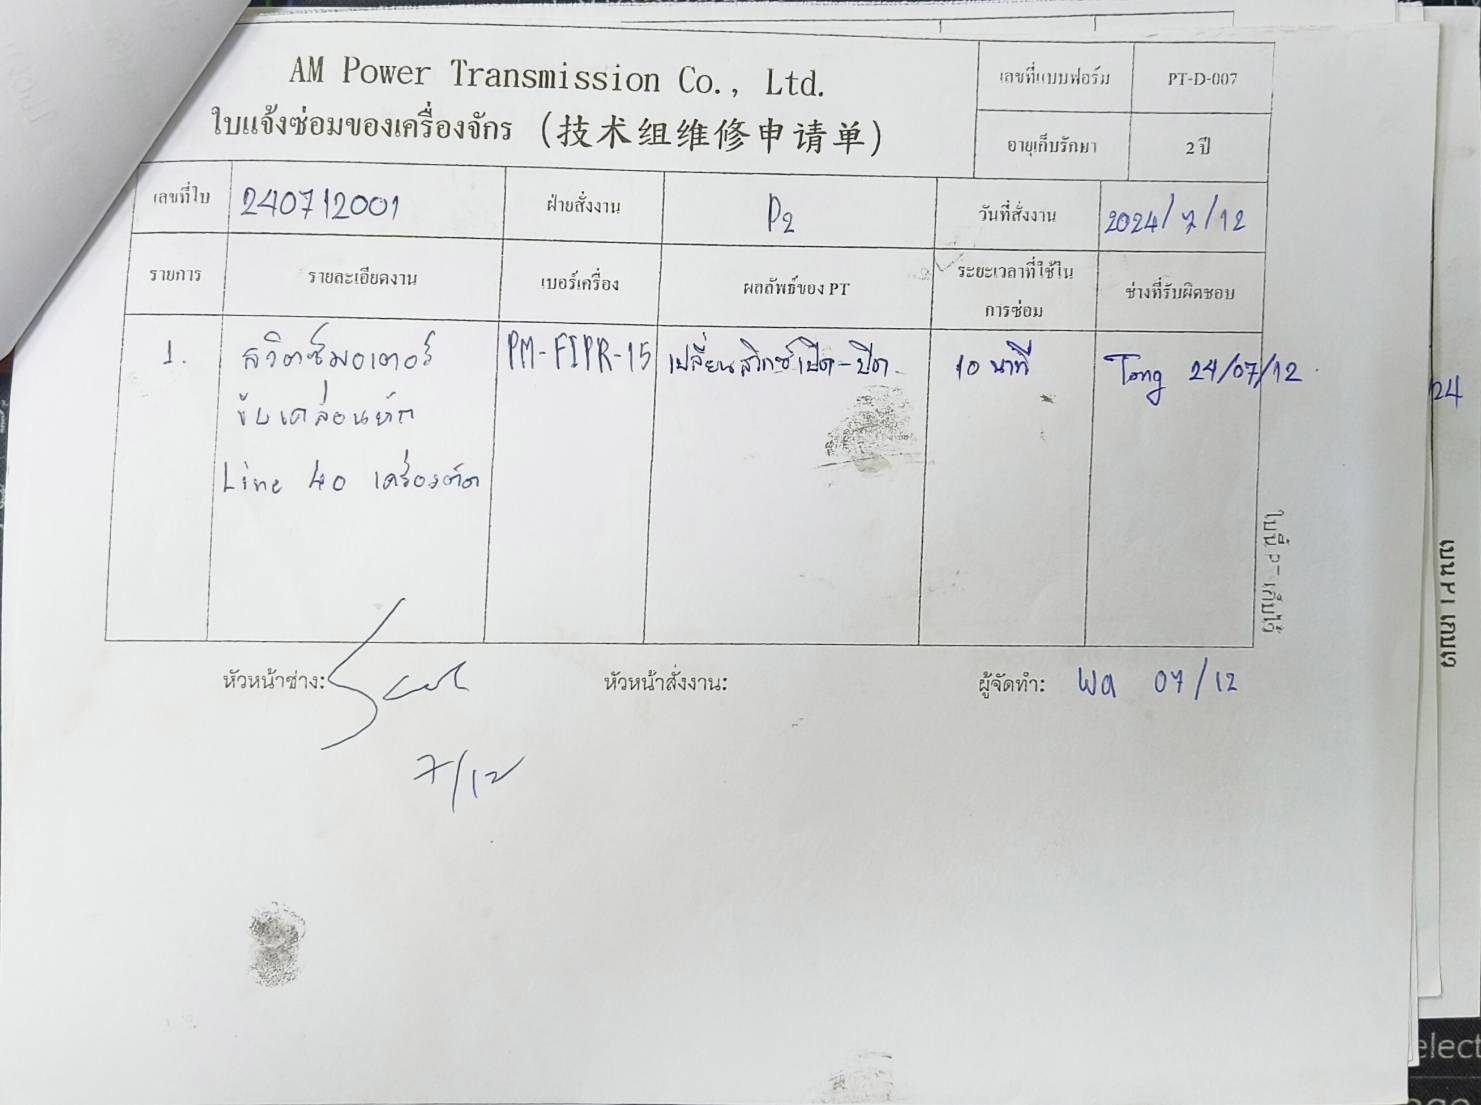 AM Power Transmission Co., Ltd.
ใบแจ้งซ่อมของเครื่องจักร (技术组维修申请单)
เลขที่แบบฟอร์ม PT-D-007
อายุเก็บรักษา 2 ปี
เลขที่ใบ 240712001 ฝ่ายสั่งงาน P2 วันที่สั่งงาน 2024/7/12
รายการ รายละเอียดงาน เบอร์เครื่อง ผลลัพธ์ของ PT ระยะเวลาที่ใช้ในการซ่อม ช่างที่รับผิดชอบ
1. สวิตซ์มอเตอร์ PM-FIPR-15 เปลี่ยนสวิทซ์เปิด-ปิด 10 นาที Tong 24/07/12
ขับเคล่อน
Line 40 เครื่องตัด
ใบนี้ PT เก็บไว้
หัวหน้าช่าง: หัวหน้าสั่งงาน: ผู้จัดทำ: Wa 07/12
7/12
24
elect